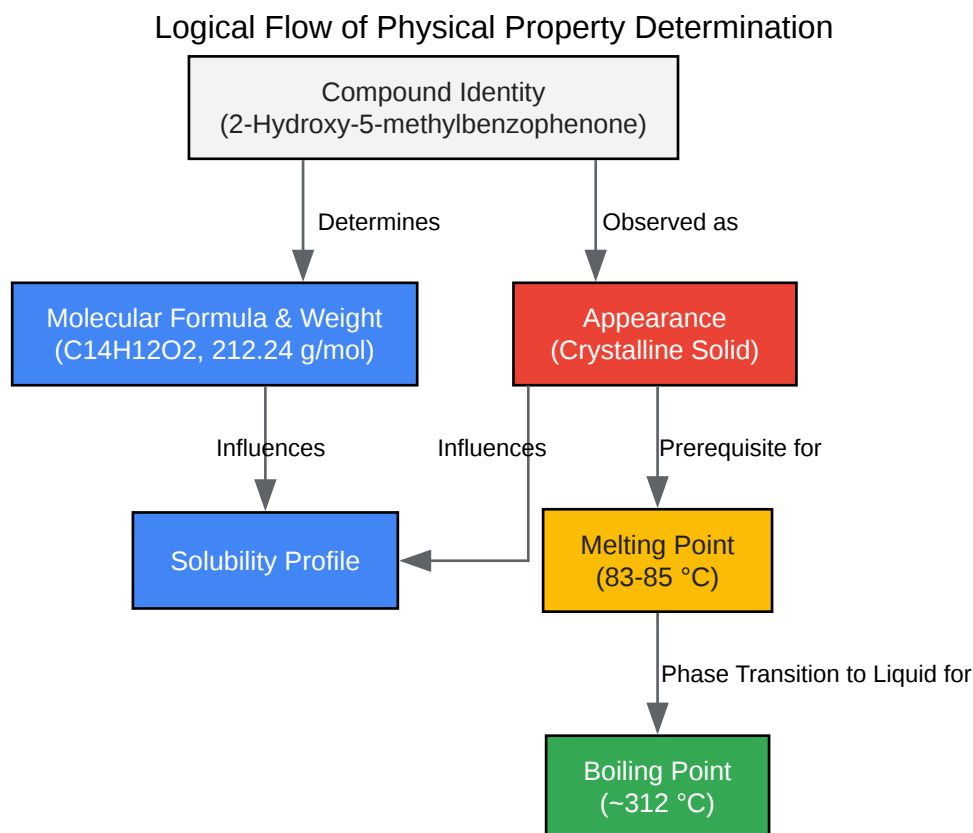 Logical Flow of Physical Property Determination
Compound Identity
(2-Hydroxy-5-methylbenzophenone)
Determines
Observed as
Molecular Formula & Weight
(C14H12O2, 212.24 g/mol)
Appearance
(Crystalline Solid)
Influences
Influences
Prerequisite for
Solubility Profile
Melting Point
(83-85 °C)
Phase Transition to Liquid for
Boiling Point
(~312 °C)